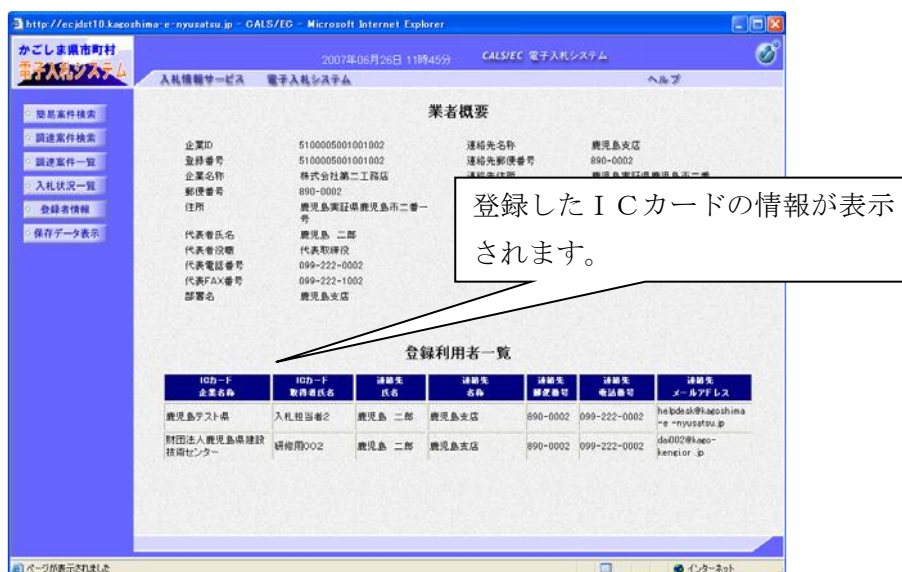 http://ecjdst10.kagoshima-e-nyusatsu.jp - CALS/EC - Microsoft Internet Explorer
かごしま県市町村
電子入札システム
2007年06月26日 11時45分
CALS/EC 電子入札システム
入札情報サービス 電子入札システム ヘルプ
簡易案件検索
調達案件検索
調達案件一覧
入札状況一覧
登録者情報
保存データ表示
業者概要
企業ID 5100005001001002 連絡先名称 鹿児島支店
登録番号 5100005001001002 連絡先郵便番号 890-0002
企業名称 株式会社第二工務店
郵便番号 890-0002
住所 鹿児島実証県鹿児島市二番一号
代表者氏名 鹿児島 二郎
代表者役職 代表取締役
代表電話番号 099-222-0002
代表FAX番号 099-222-1002
部署名 鹿児島支店
登録したICカードの情報が表示
されます。
登録利用者一覧
ICカード企業名称 ICカード取得者氏名 連絡先氏名 連絡先名称 連絡先郵便番号 連絡先電話番号 連絡先メールアドレス
鹿児島テスト県 入札担当者2 鹿児島 二郎 鹿児島支店 890-0002 099-222-0002 helpdesk@kagoshima-e-nyusatsu.jp
財団法人鹿児島県建設技術センター 研修用002 鹿児島 二郎 鹿児島支店 890-0002 099-222-0002
ページが表示されました
インターネット